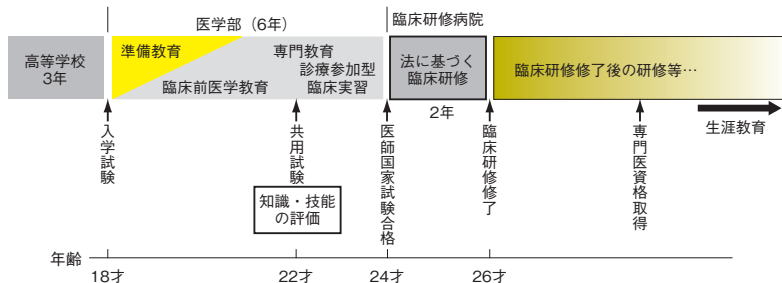 医学部（6年）
臨床研修病院
高等学校
3年
準備教育
臨床前医学教育
専門教育
診療参加型
臨床実習
法に基づく
臨床研修
臨床研修修了後の研修等…
2年
生涯教育
入学試験
共用試験
知識・技能
の評価
医師国家試験合格
臨床研修修了
専門医資格取得
年齢
18才
22才
24才
26才